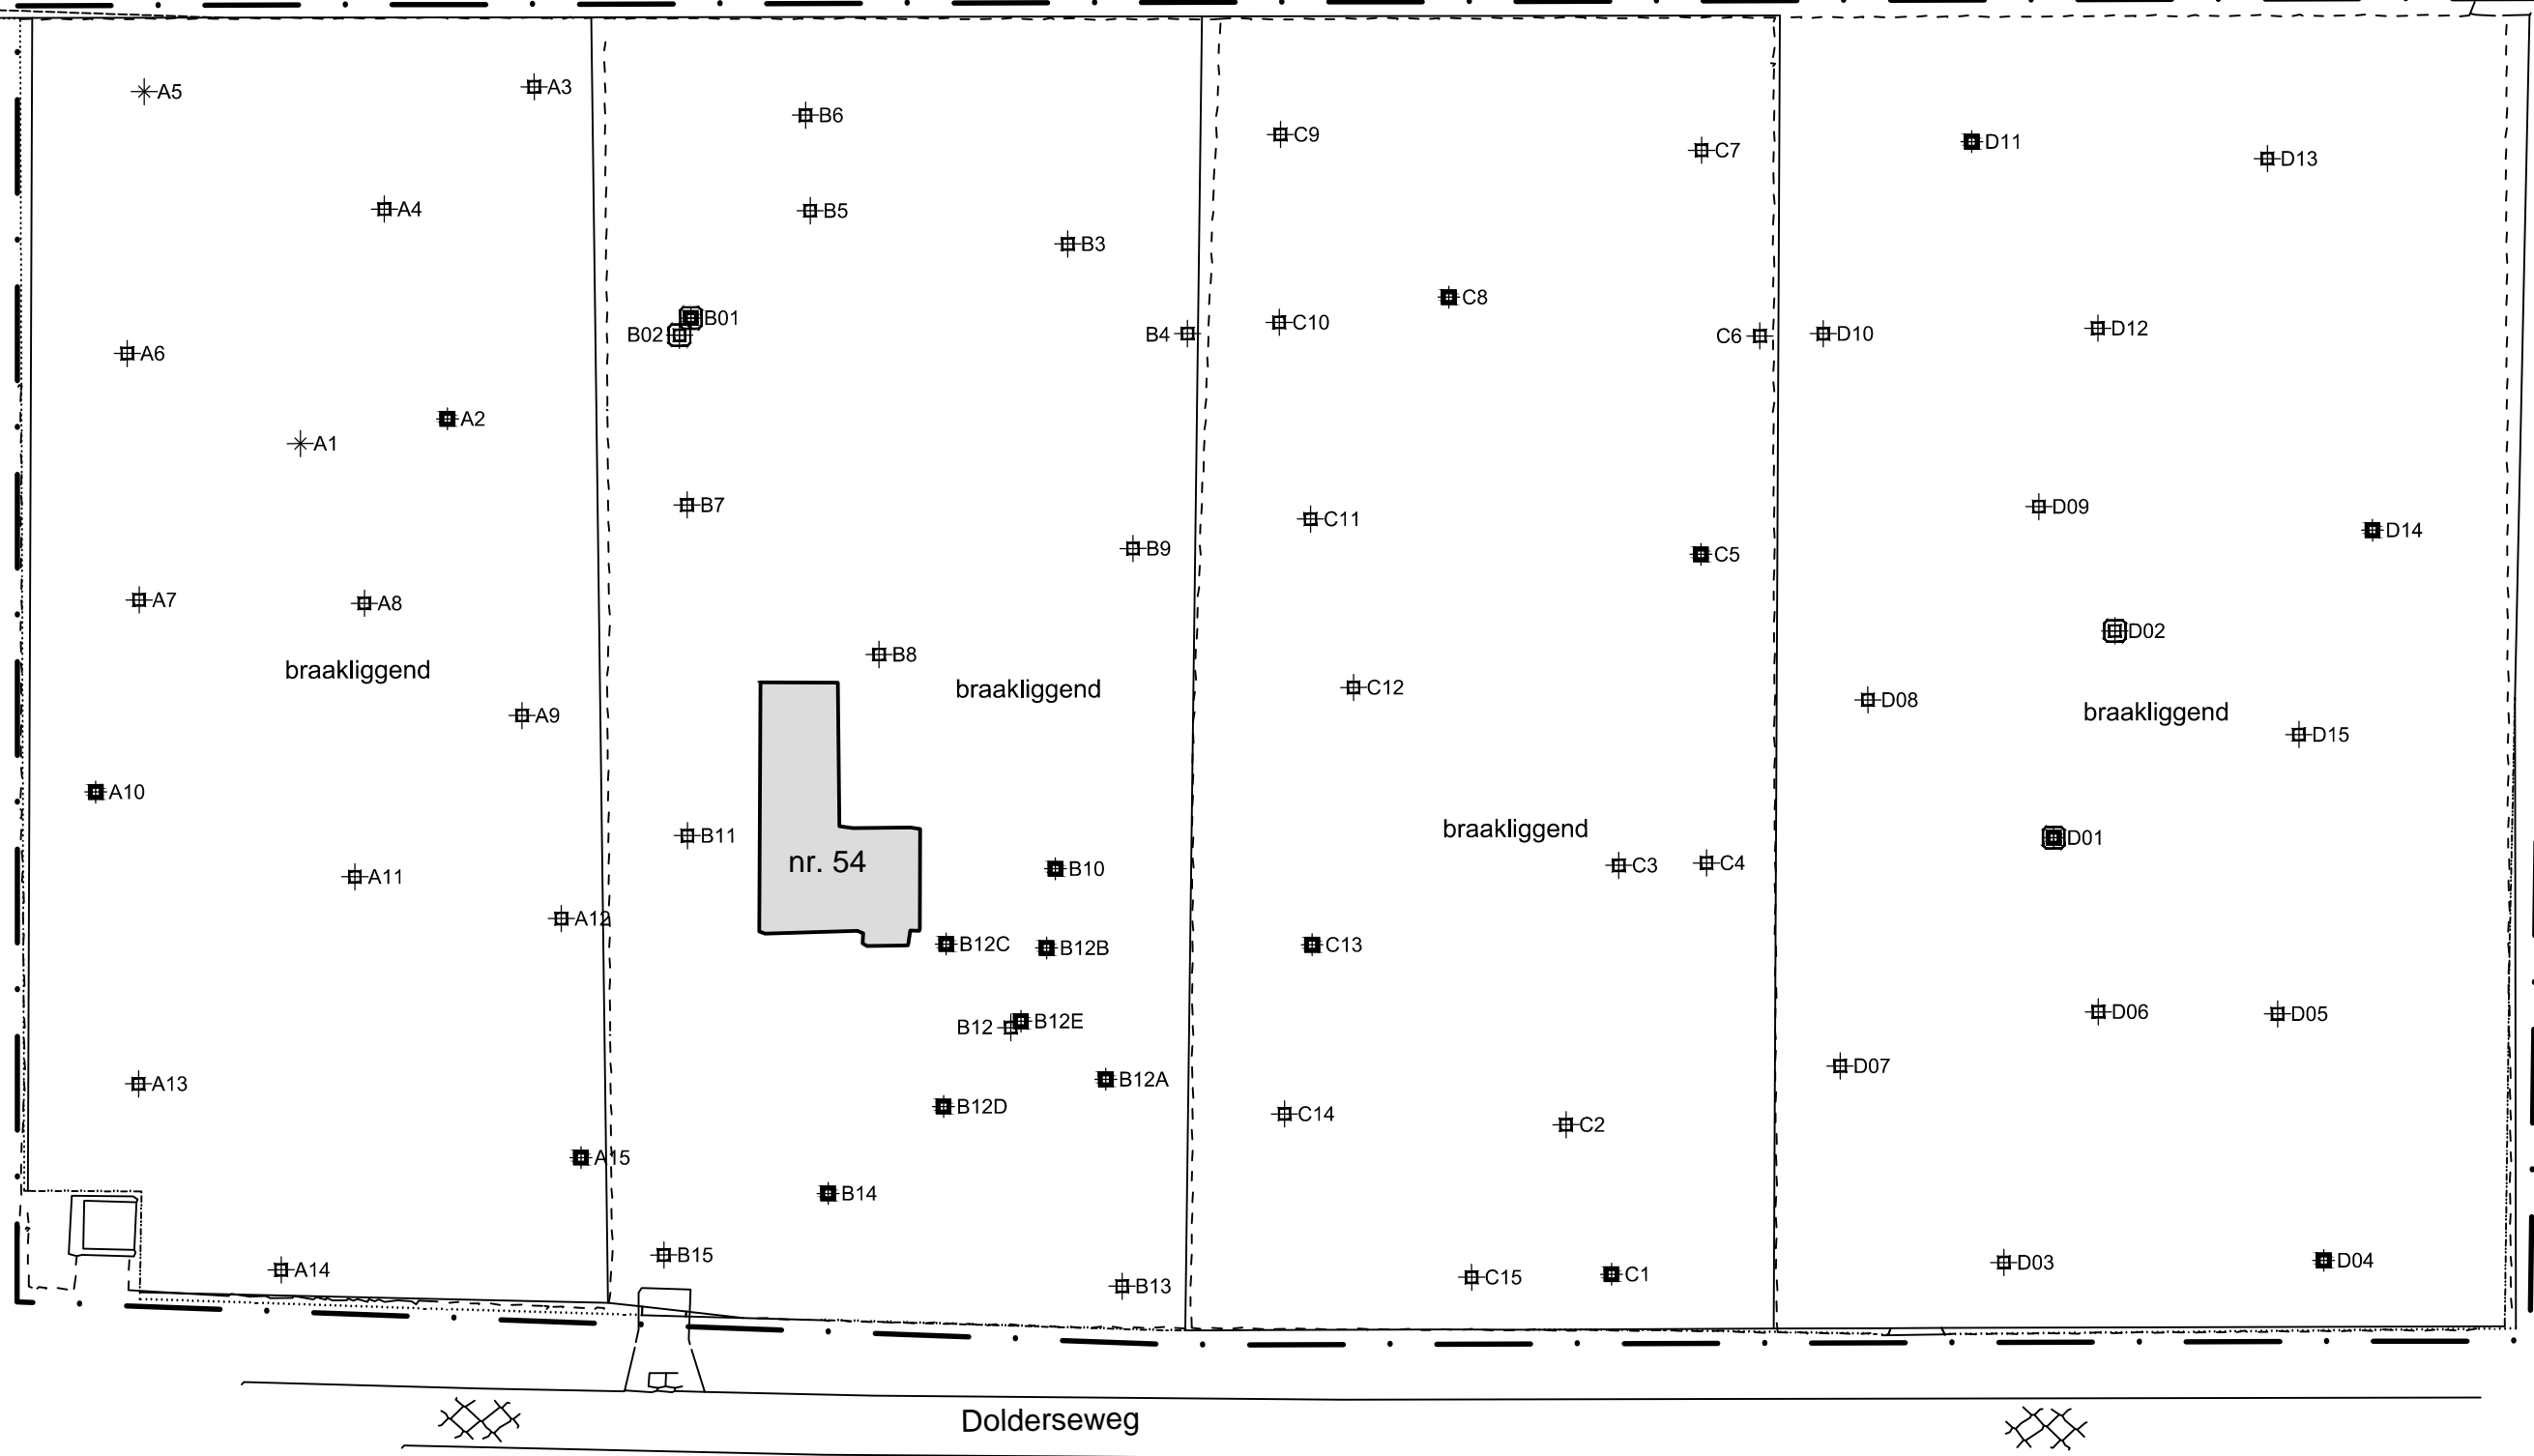 A5
A3
B6
C9
C7
D11
D13
A4
B5
B3
C8
B01
B02
B4
C10
C6
D10
D12
A6
A2
A1
B7
C11
D09
D14
B9
C5
A7
A8
D02
B8
braakliggend
braakliggend
C12
D08
braakliggend
A9
D15
A10
braakliggend
B11
D01
nr. 54
B10
C3
C4
A11
A12
B12C
B12B
C13
B12
B12E
D06
D05
D07
A13
B12A
B12D
C14
C2
A15
B14
B15
A14
B13
C15
C1
D03
D04
Dolderseweg